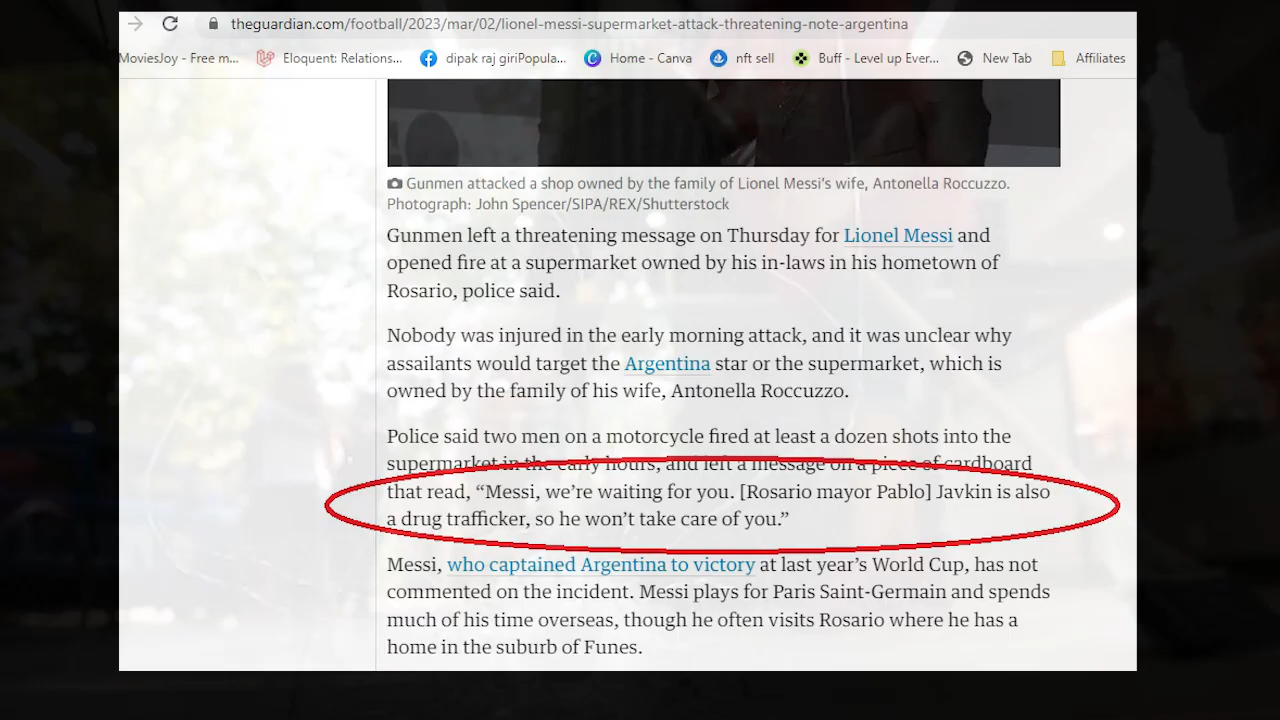 theguardian.com/football/2023/mar/02/lionel-messi-supermarket-attack-threatening-note-argentina
MoviesJoy - Free m... Eloquent: Relations... dipak raj giriPopula... Home - Canva nft sell Buff - Level up Ever... New Tab Affiliates
Gunmen attacked a shop owned by the family of Lionel Messi's wife, Antonella Roccuzzo.
Photograph: John Spencer/SIPA/REX/Shutterstock
Gunmen left a threatening message on Thursday for Lionel Messi and
opened fire at a supermarket owned by his in-laws in his hometown of
Rosario, police said.
Nobody was injured in the early morning attack, and it was unclear why
assailants would target the Argentina star or the supermarket, which is
owned by the family of his wife, Antonella Roccuzzo.
Police said two men on a motorcycle fired at least a dozen shots into the
supermarket in the early hours, and left a message on a piece of cardboard
that read, “Messi, we’re waiting for you. [Rosario mayor Pablo] Javkin is also
a drug trafficker, so he won’t take care of you.”
Messi, who captained Argentina to victory at last year’s World Cup, has not
commented on the incident. Messi plays for Paris Saint-Germain and spends
much of his time overseas, though he often visits Rosario where he has a
home in the suburb of Funes.